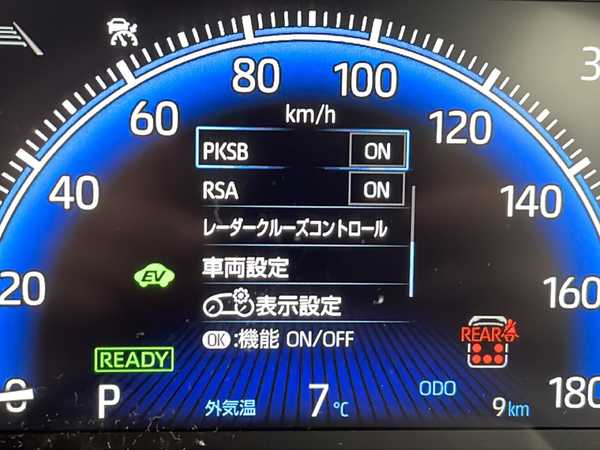 80
100
3
60
km/h
120
PKSB ON
40
RSA ON
140
レーダークルーズコントロール
EV
車両設定
20
表示設定
160
OK:機能 ON/OFF
REAR
READY
0
P
外気温
7℃
ODO
9km
180